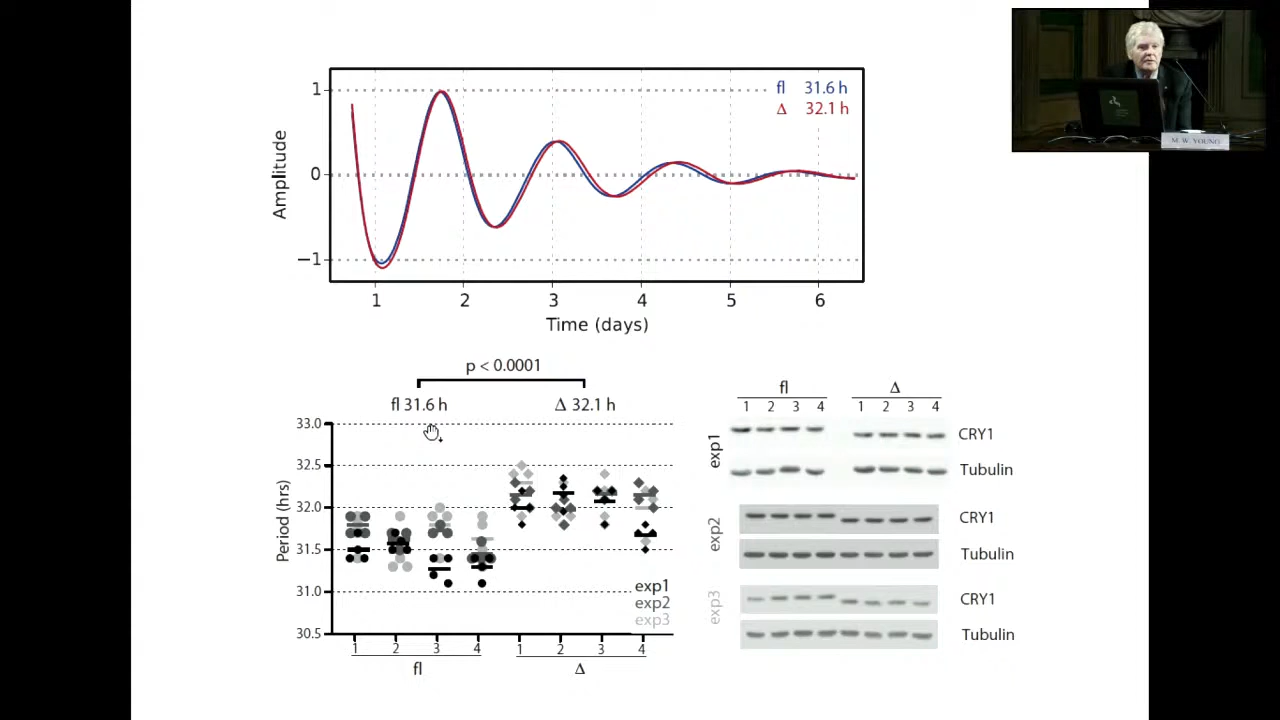 fl 31.6 h
Δ 32.1 h
1
0
−1
Amplitude
1 2 3 4 5 6
Time (days)
p < 0.0001
fl 31.6 h Δ 32.1 h
33.0
32.5
32.0
31.5
31.0
30.5
Period (hrs)
exp1
exp2
exp3
1 2 3 4 1 2 3 4
fl Δ
fl Δ
1 2 3 4 1 2 3 4
exp1
CRY1
Tubulin
exp2
CRY1
Tubulin
exp3
CRY1
Tubulin
M. W. YOUNG